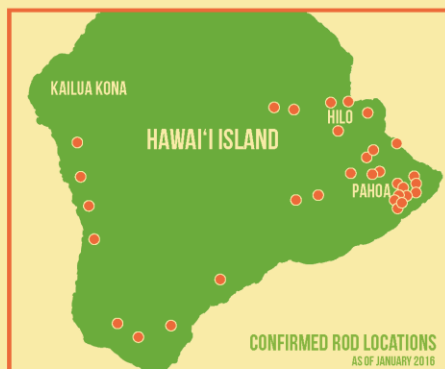 KAILUA KONA
HILO
HAWAI‘I ISLAND
PAHOA
CONFIRMED ROD LOCATIONS
AS OF JANUARY 2016